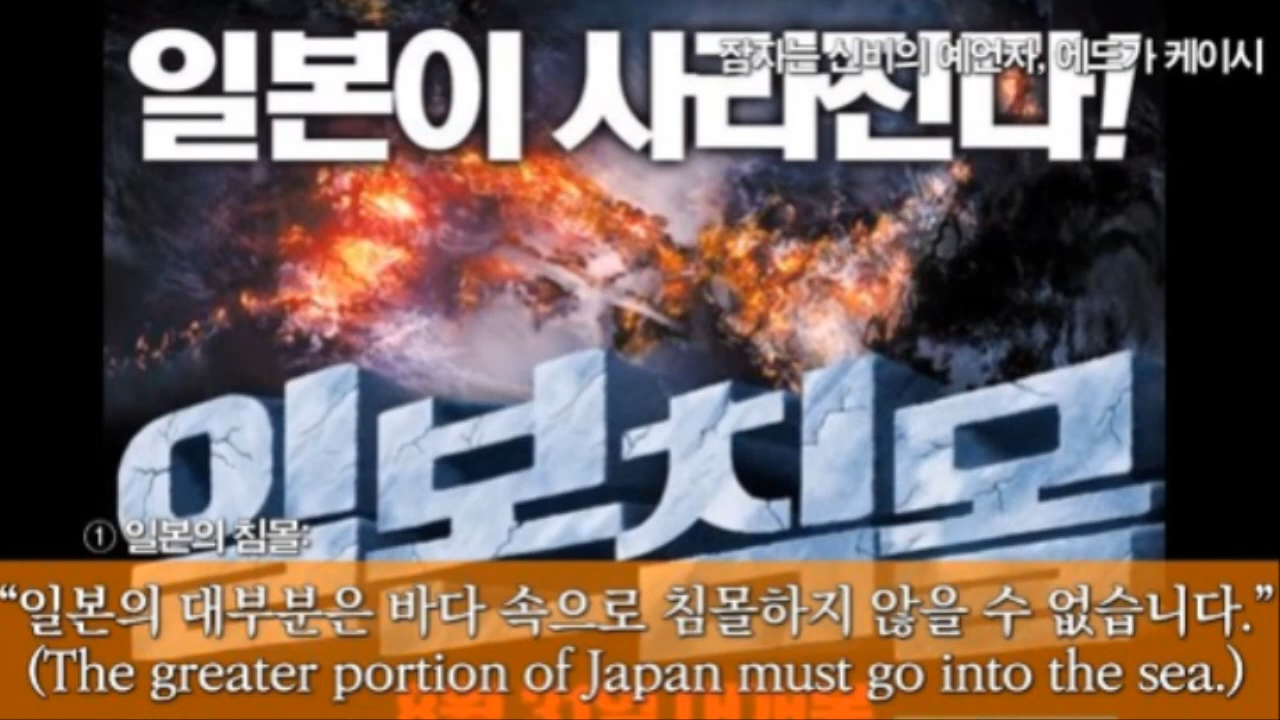 일본이 사라진다!
잠자는 신비의 예언자, 에드가 케이시
일본침몰
① 일본의 침몰:
“일본의 대부분은 바다 속으로 침몰하지 않을 수 없습니다.”
(The greater portion of Japan must go into the sea.)